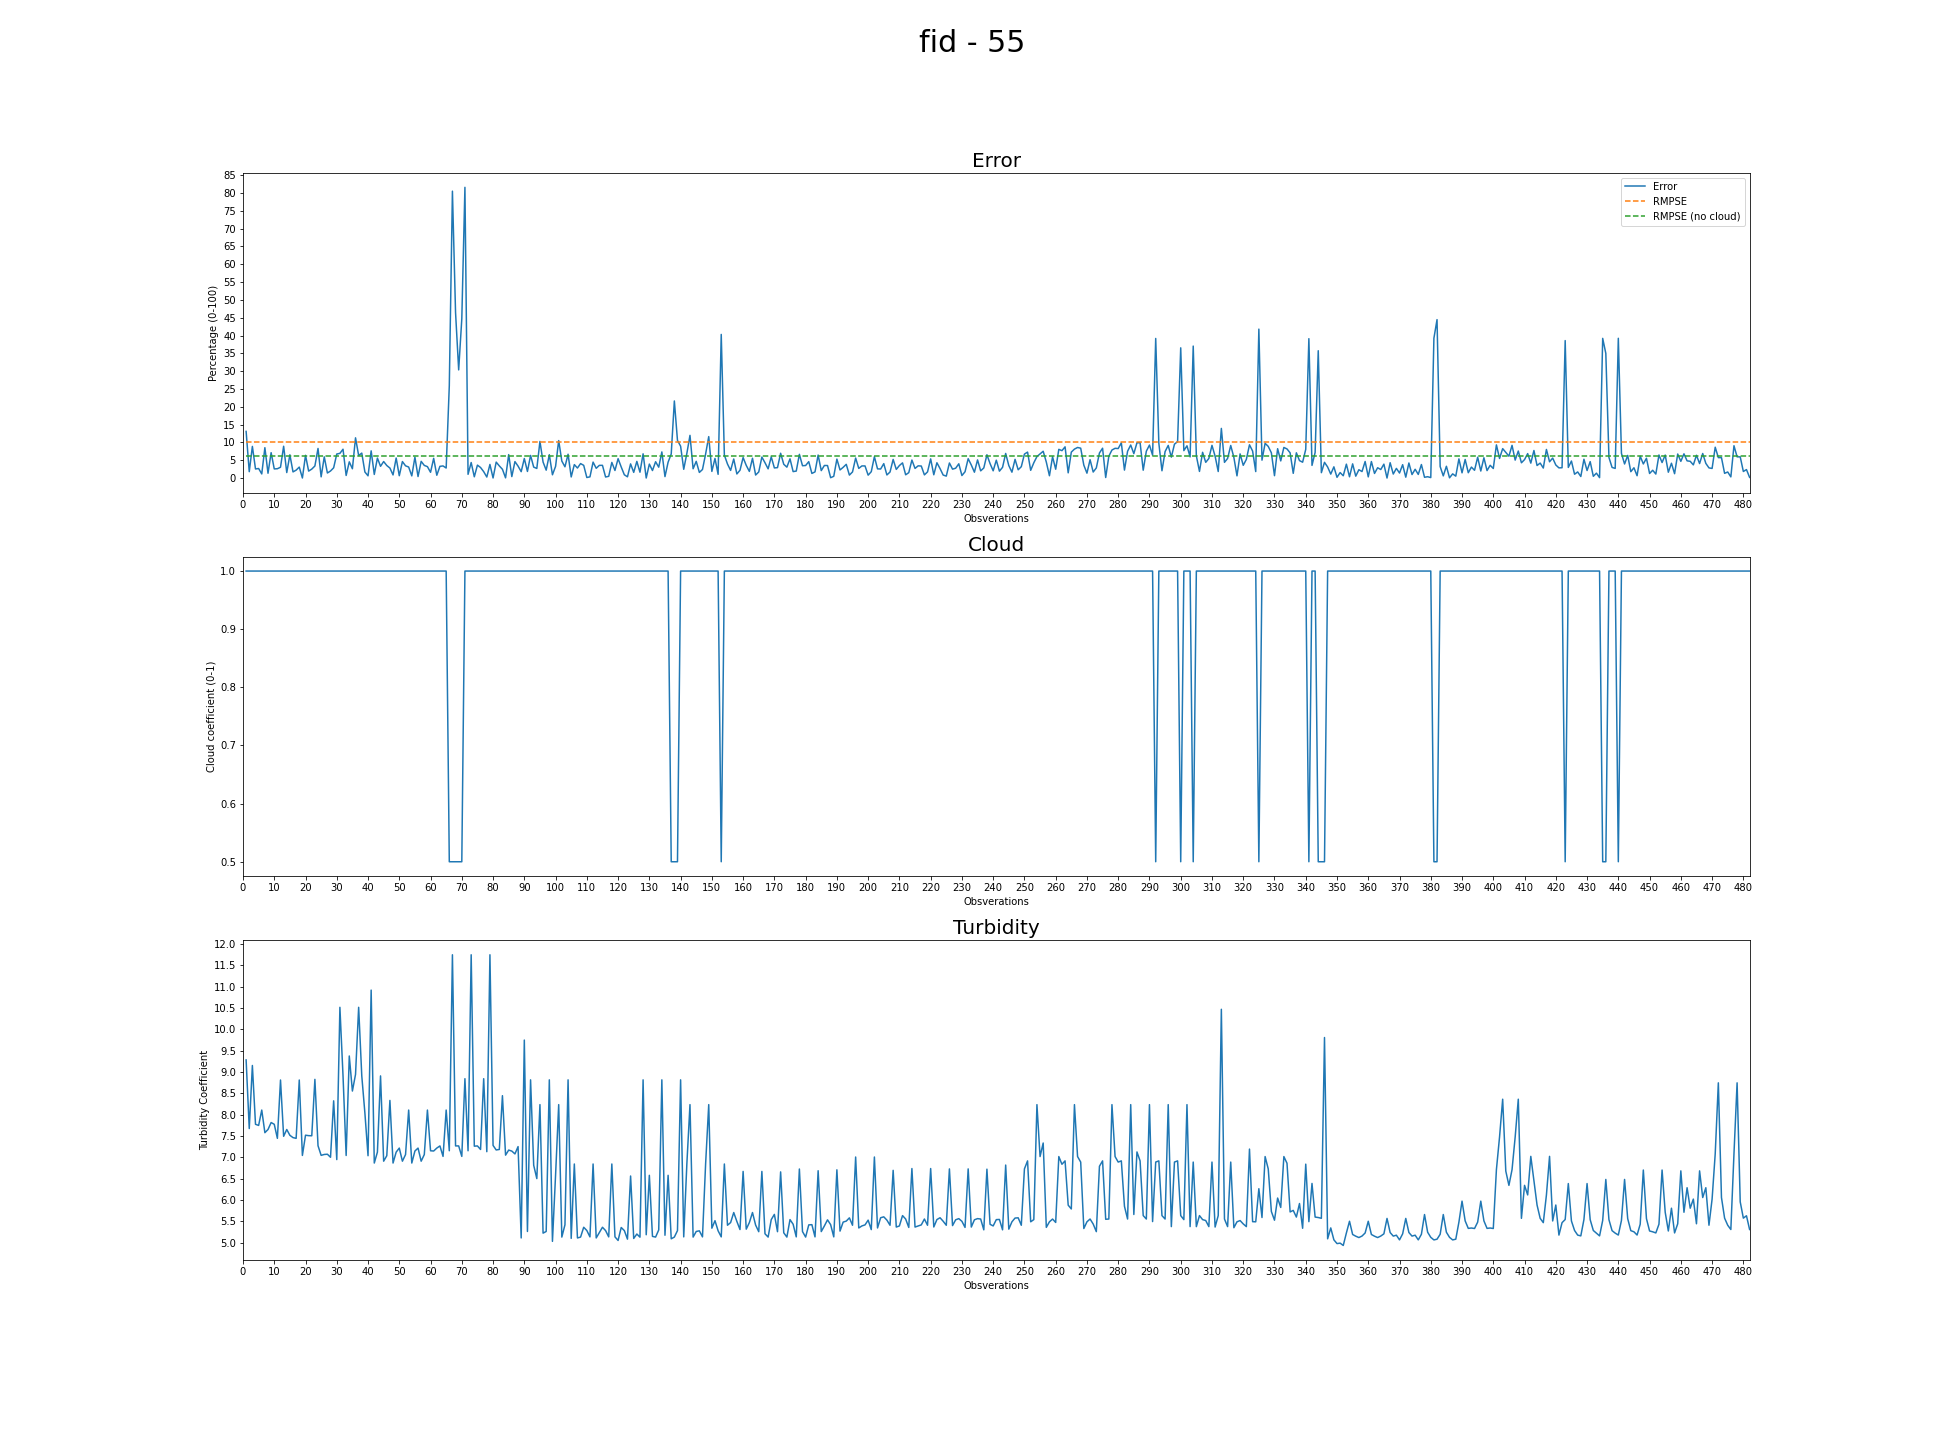 fid - 55
Error
85
80
75
70
65
60
55
50
45
40
35
30
25
20
15
10
5
0
Percentage (0-100)
Error
RMPSE
RMPSE (no cloud)
0 10 20 30 40 50 60 70 80 90 100 110 120 130 140 150 160 170 180 190 200 210 220 230 240 250 260 270 280 290 300 310 320 330 340 350 360 370 380 390 400 410 420 430 440 450 460 470 480
Obsverations
Cloud
1.0
0.9
0.8
0.7
0.6
0.5
Cloud coefficient (0-1)
0 10 20 30 40 50 60 70 80 90 100 110 120 130 140 150 160 170 180 190 200 210 220 230 240 250 260 270 280 290 300 310 320 330 340 350 360 370 380 390 400 410 420 430 440 450 460 470 480
Obsverations
Turbidity
12.0
11.5
11.0
10.5
10.0
9.5
9.0
8.5
8.0
7.5
7.0
6.5
6.0
5.5
5.0
Turbidity Coefficient
0 10 20 30 40 50 60 70 80 90 100 110 120 130 140 150 160 170 180 190 200 210 220 230 240 250 260 270 280 290 300 310 320 330 340 350 360 370 380 390 400 410 420 430 440 450 460 470 480
Obsverations